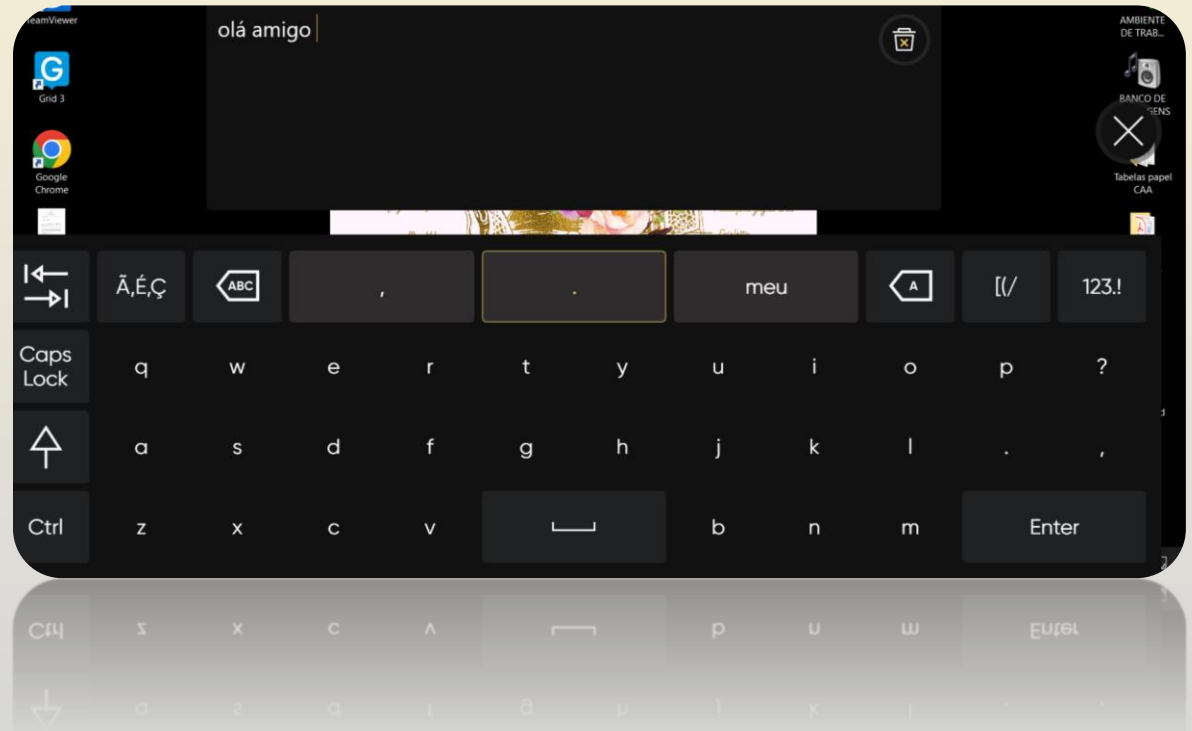 TeamViewer
olá amigo
AMBIENTE
DE TRAB...
Grid 3
BANCO DE
Google
Chrome
Tabelas papel
CAA
Ã,É,Ç
ABC
,
.
meu
A
[(/
123.!
Caps
Lock
q w e r t y u i o p ?
a s d f g h j k l . ,
Ctrl z x c v b n m Enter